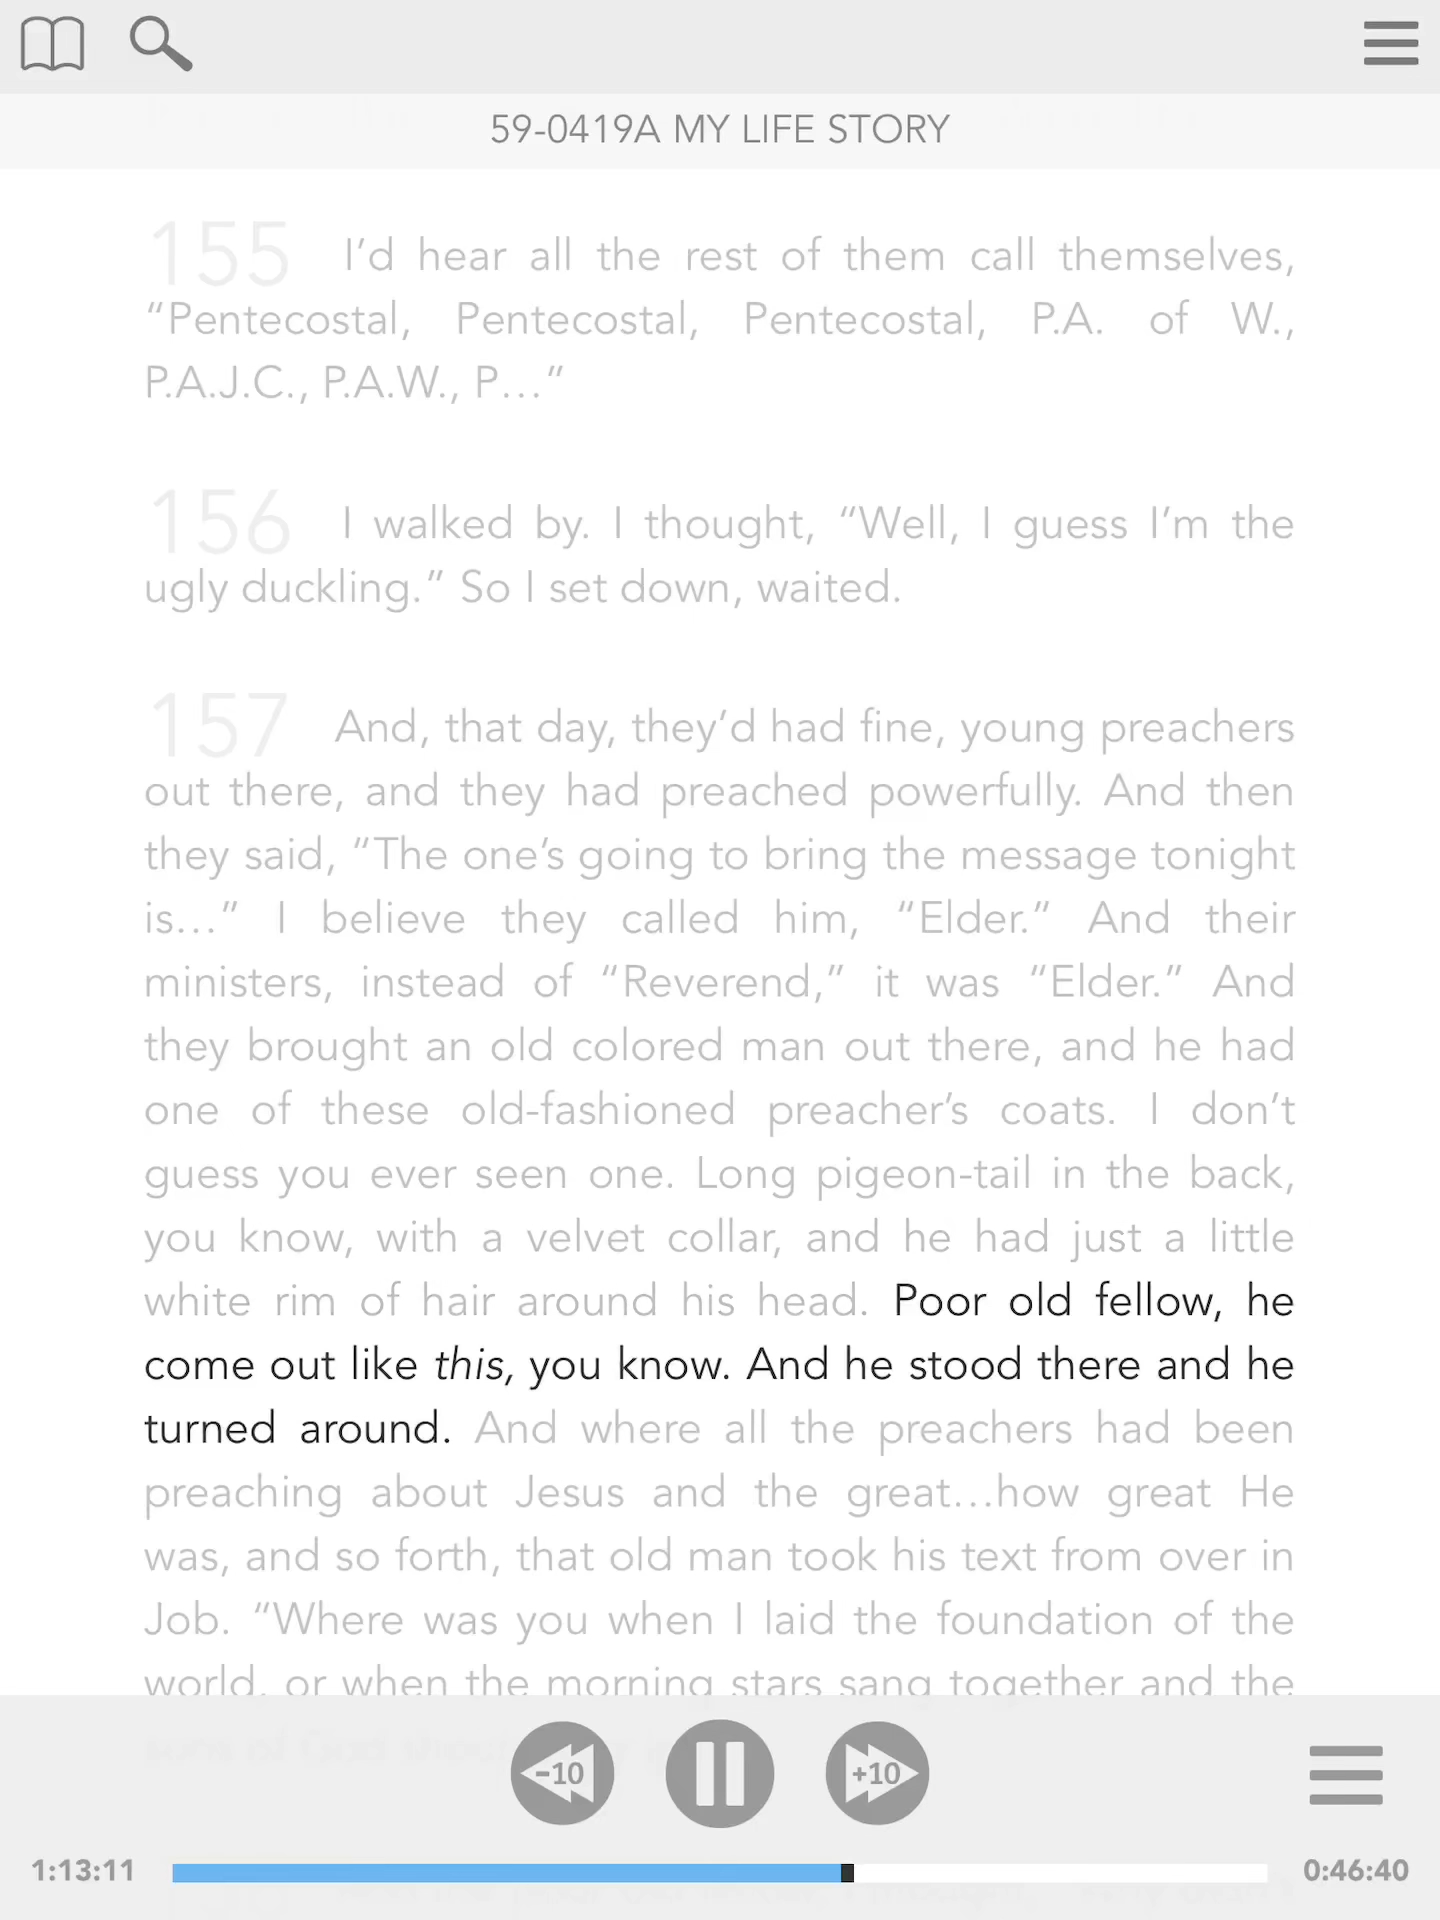 59-0419A MY LIFE STORY
155 I’d hear all the rest of them call themselves,
“Pentecostal, Pentecostal, Pentecostal, P.A. of W.,
P.A.J.C., P.A.W., P…”
156 I walked by. I thought, “Well, I guess I’m the
ugly duckling.” So I set down, waited.
157 And, that day, they’d had fine, young preachers
out there, and they had preached powerfully. And then
they said, “The one’s going to bring the message tonight
is…” I believe they called him, “Elder.” And their
ministers, instead of “Reverend,” it was “Elder.” And
they brought an old colored man out there, and he had
one of these old-fashioned preacher’s coats. I don’t
guess you ever seen one. Long pigeon-tail in the back,
you know, with a velvet collar, and he had just a little
white rim of hair around his head. Poor old fellow, he
come out like this, you know. And he stood there and he
turned around. And where all the preachers had been
preaching about Jesus and the great…how great He
was, and so forth, that old man took his text from over in
Job. “Where was you when I laid the foundation of the
world, or when the morning stars sang together and the
sons of God
-10
+10
1:13:11
0:46:40